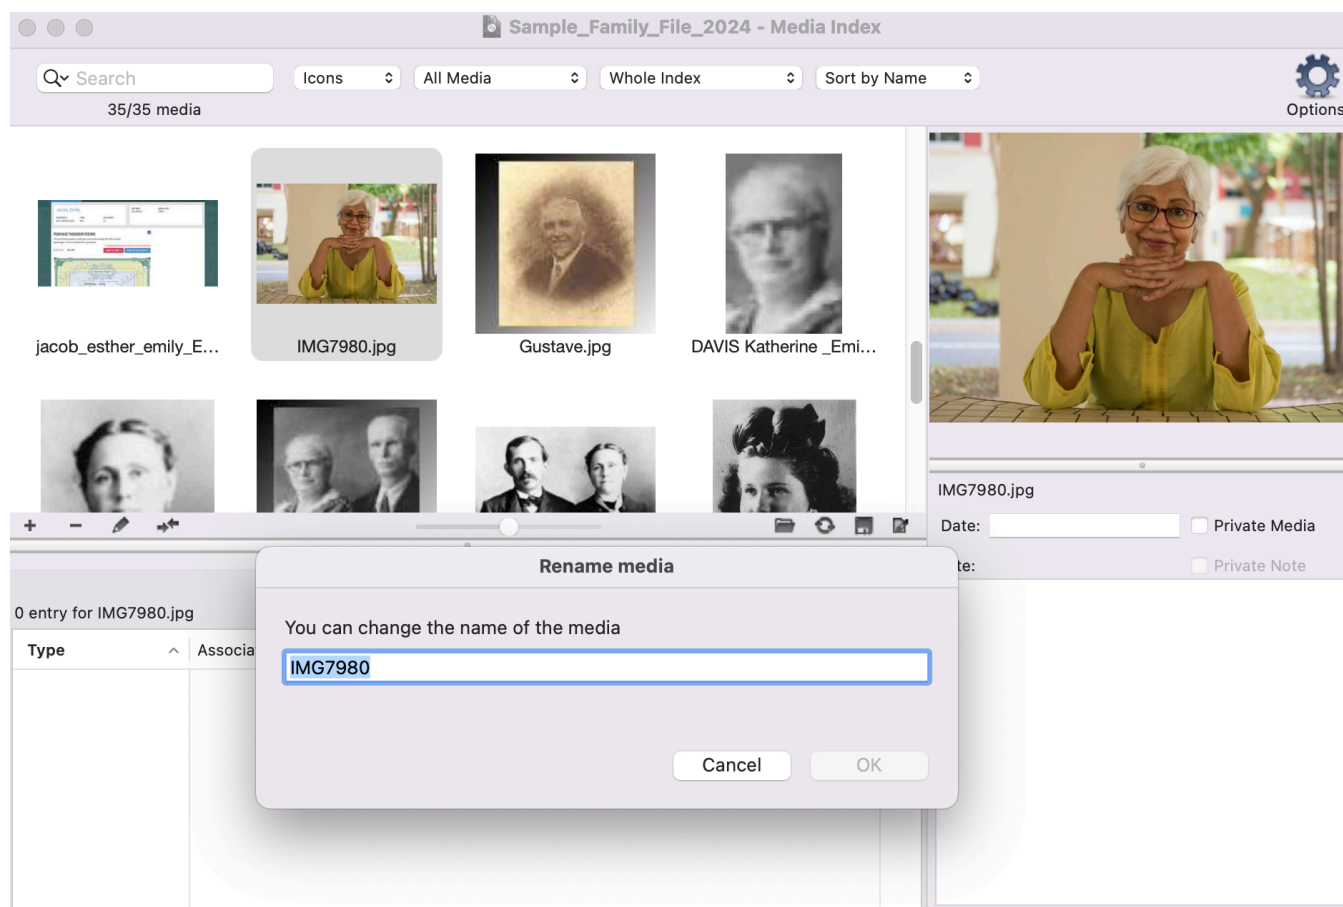 Sample_Family_File_2024 - Media Index
Search
Icons
All Media
Whole Index
Sort by Name
35/35 media
Options
jacob_esther_emily_E...
IMG7980.jpg
Gustave.jpg
DAVIS Katherine _Emi...
IMG7980.jpg
Date:
Private Media
te:
Private Note
Rename media
0 entry for IMG7980.jpg
You can change the name of the media
Type
Associa
IMG7980
Cancel
OK